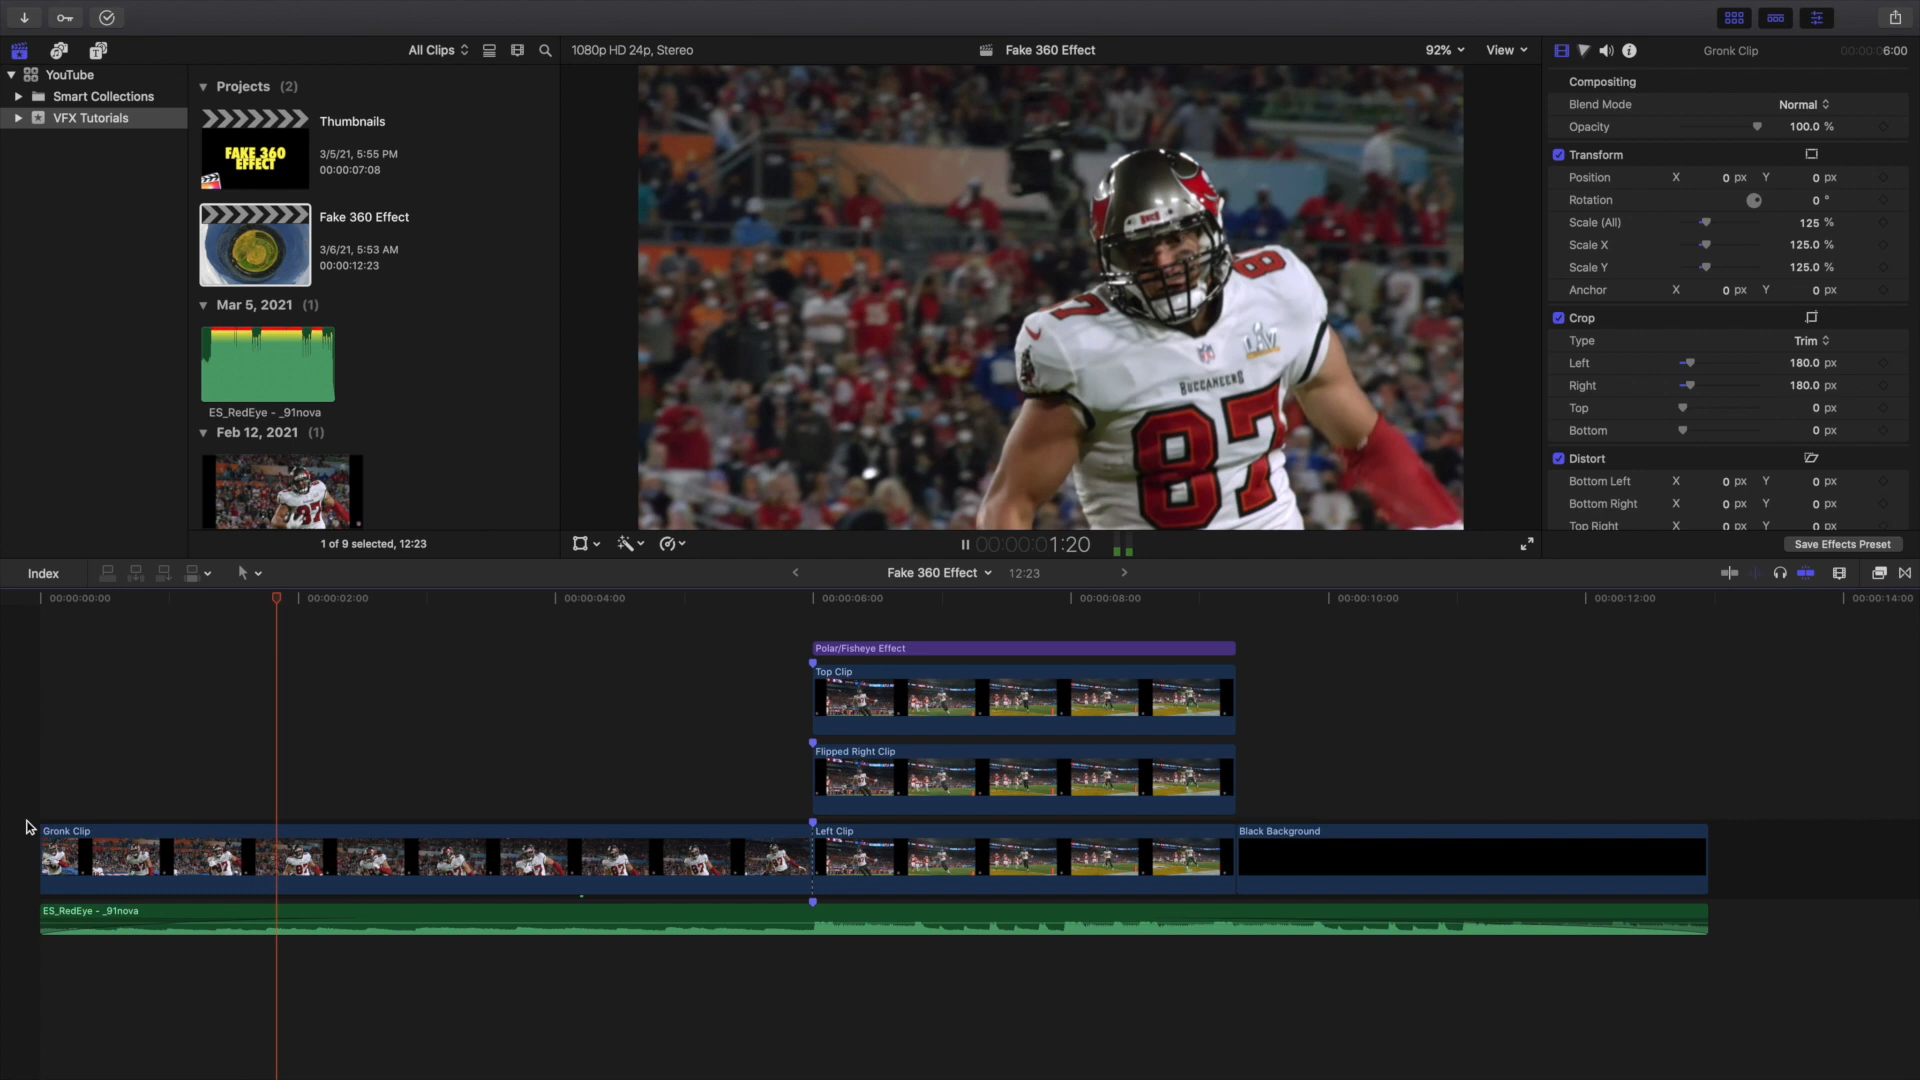 All Clips
1080p HD 24p, Stereo
Fake 360 Effect
92%
View
Gronk Clip
00:00:06:00
YouTube
Smart Collections
VFX Tutorials
Projects (2)
Thumbnails
3/5/21, 5:55 PM
00:00:07:08
FAKE 360
EFFECT
Fake 360 Effect
3/6/21, 5:53 AM
00:00:12:23
Mar 5, 2021 (1)
ES_RedEye - _91nova
Feb 12, 2021 (1)
1 of 9 selected, 12:23
BUCS
87
LV
NFL
BUCCANEERS
87
Compositing
Blend Mode Normal
Opacity 100.0 %
Transform
Position X 0 px Y 0 px
Rotation 0 °
Scale (All) 125 %
Scale X 125.0 %
Scale Y 125.0 %
Anchor X 0 px Y 0 px
Crop
Type Trim
Left 180.0 px
Right 180.0 px
Top 0 px
Bottom 0 px
Distort
Bottom Left X 0 px Y 0 px
Bottom Right X 0 px Y 0 px
Top Right X 0 px Y 0 px
00:00:01:20
Save Effects Preset
Index
Fake 360 Effect
12:23
00:00:00:00
00:00:02:00
00:00:04:00
00:00:06:00
00:00:08:00
00:00:10:00
00:00:12:00
00:00:14:00
Polar/Fisheye Effect
Top Clip
Flipped Right Clip
Gronk Clip
Left Clip
Black Background
ES_RedEye - _91nova